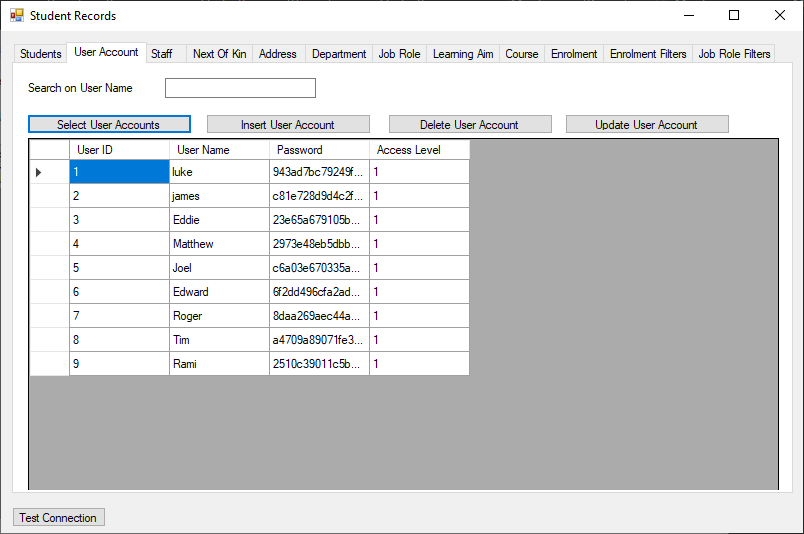 Student Records
Students User Account Staff Next Of Kin Address Department Job Role Learning Aim Course Enrolment Enrolment Filters Job Role Filters
Search on User Name
Select User Accounts Insert User Account Delete User Account Update User Account
User ID User Name Password Access Level
1 luke 943ad7bc79249f... 1
2 james c81e728d9d4c2f... 1
3 Eddie 23e65a679105b... 1
4 Matthew 2973e48eb5dbb... 1
5 Joel c6a03e670335a... 1
6 Edward 6f2dd496cfa2ad... 1
7 Roger 8daa269aec44a... 1
8 Tim a4709a89071fe3... 1
9 Rami 2510c39011c5b... 1
Test Connection